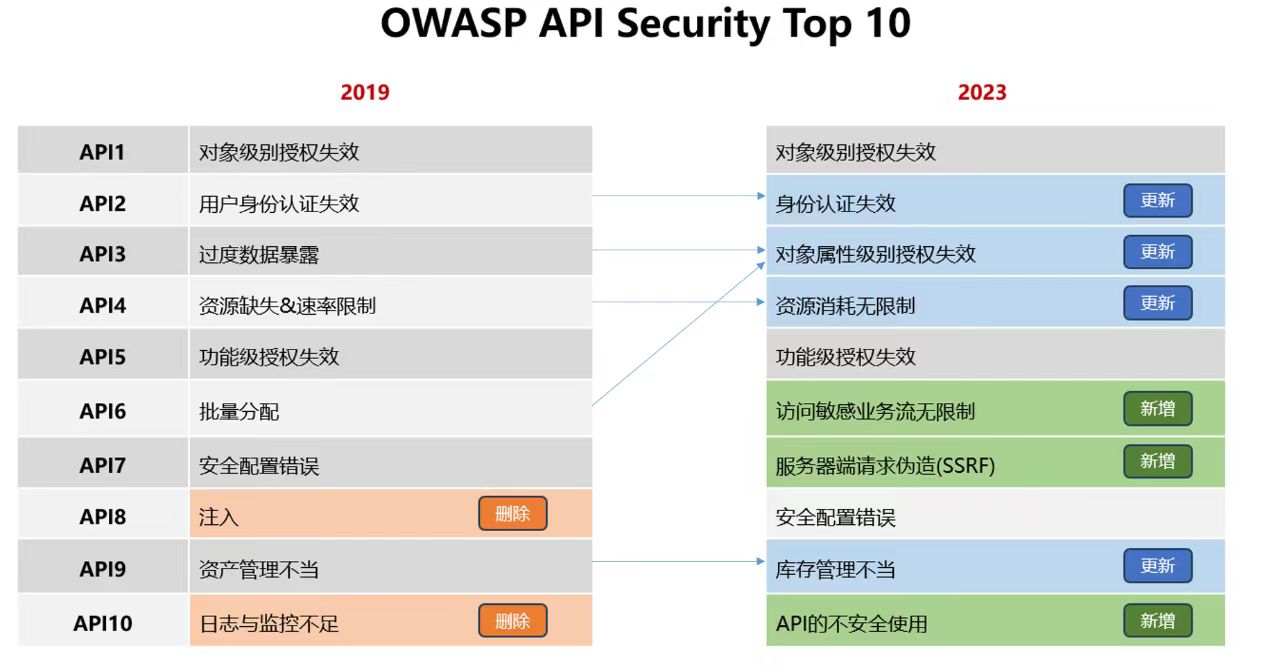 OWASP API Security Top 10
2019 2023
API1 对象级别授权失效 对象级别授权失效
API2 用户身份认证失效 身份认证失效 更新
API3 过度数据暴露 对象属性级别授权失效 更新
API4 资源缺失&速率限制 资源消耗无限制 更新
API5 功能级授权失效 功能级授权失效
API6 批量分配 访问敏感业务流无限制 新增
API7 安全配置错误 服务器端请求伪造(SSRF) 新增
API8 注入 删除 安全配置错误
API9 资产管理不当 库存管理不当 更新
API10 日志与监控不足 删除 API的不安全使用 新增